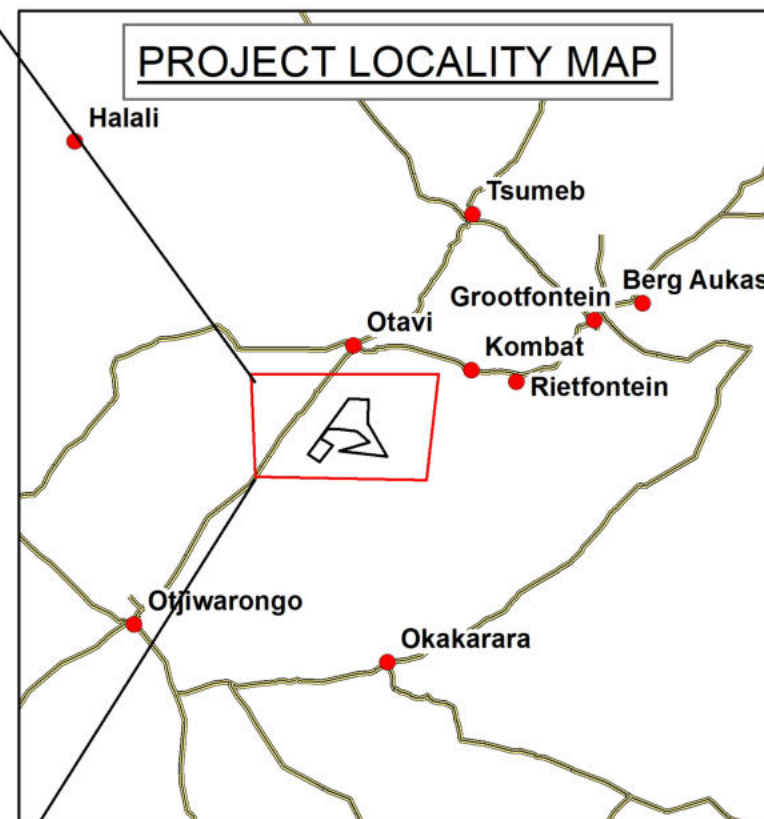 PROJECT LOCALITY MAP
Halali
Tsumeb
Berg Aukas
Grootfontein
Otavi
Kombat
Rietfontein
Otjiwarongo
Okakarara